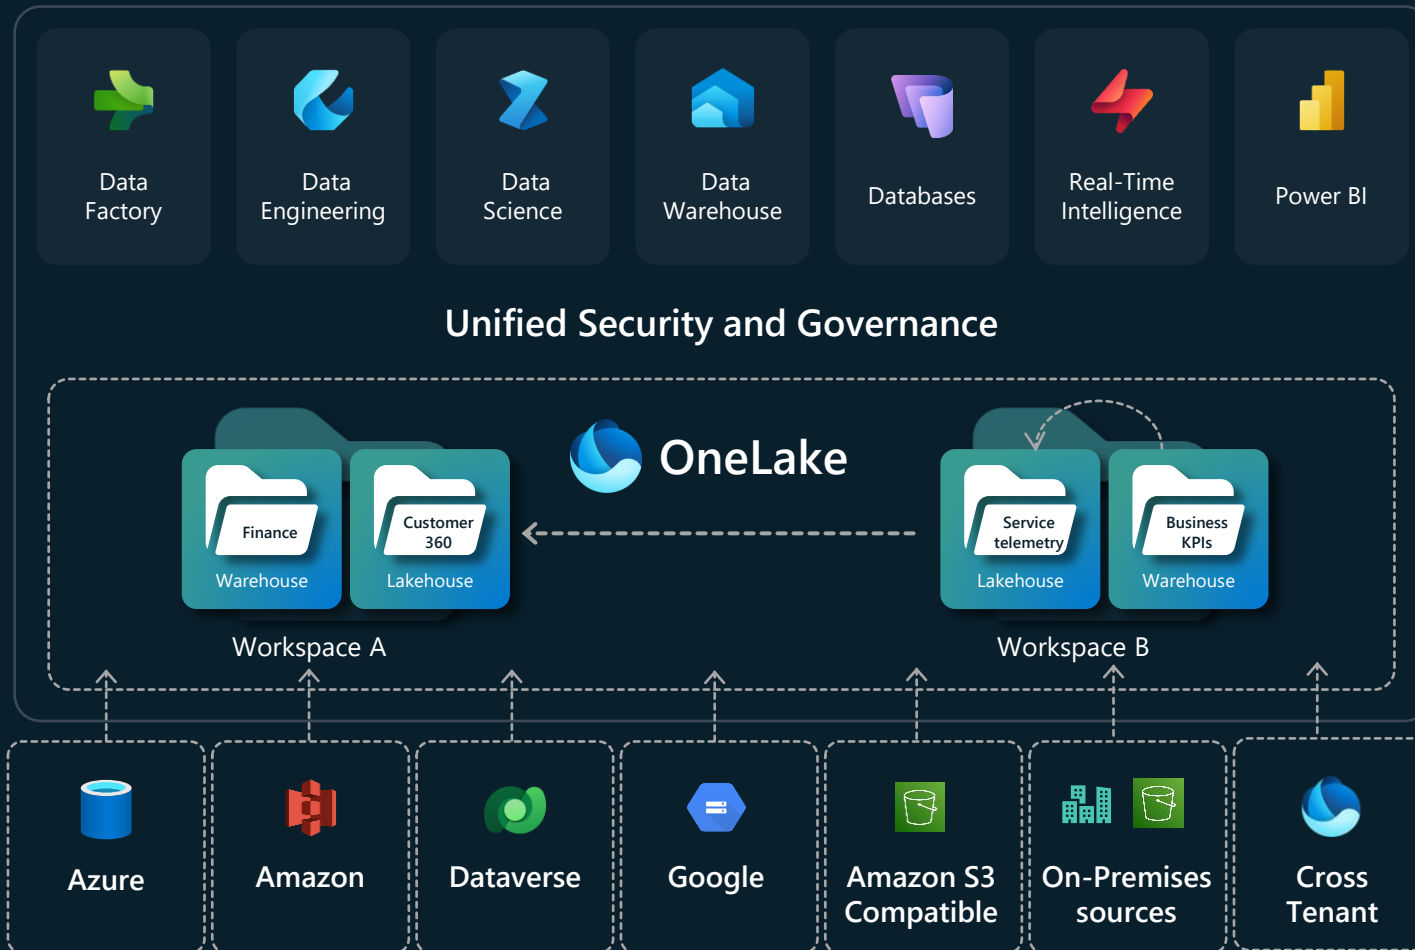 Data
Factory
Data
Engineering
Data
Science
Data
Warehouse
Databases
Real-Time
Intelligence
Power BI
Unified Security and Governance
OneLake
Finance
Warehouse
Customer
360
Lakehouse
Workspace A
Service
telemetry
Lakehouse
Business
KPIs
Warehouse
Workspace B
Azure
Amazon
Dataverse
Google
Amazon S3
Compatible
On-Premises
sources
Cross
Tenant